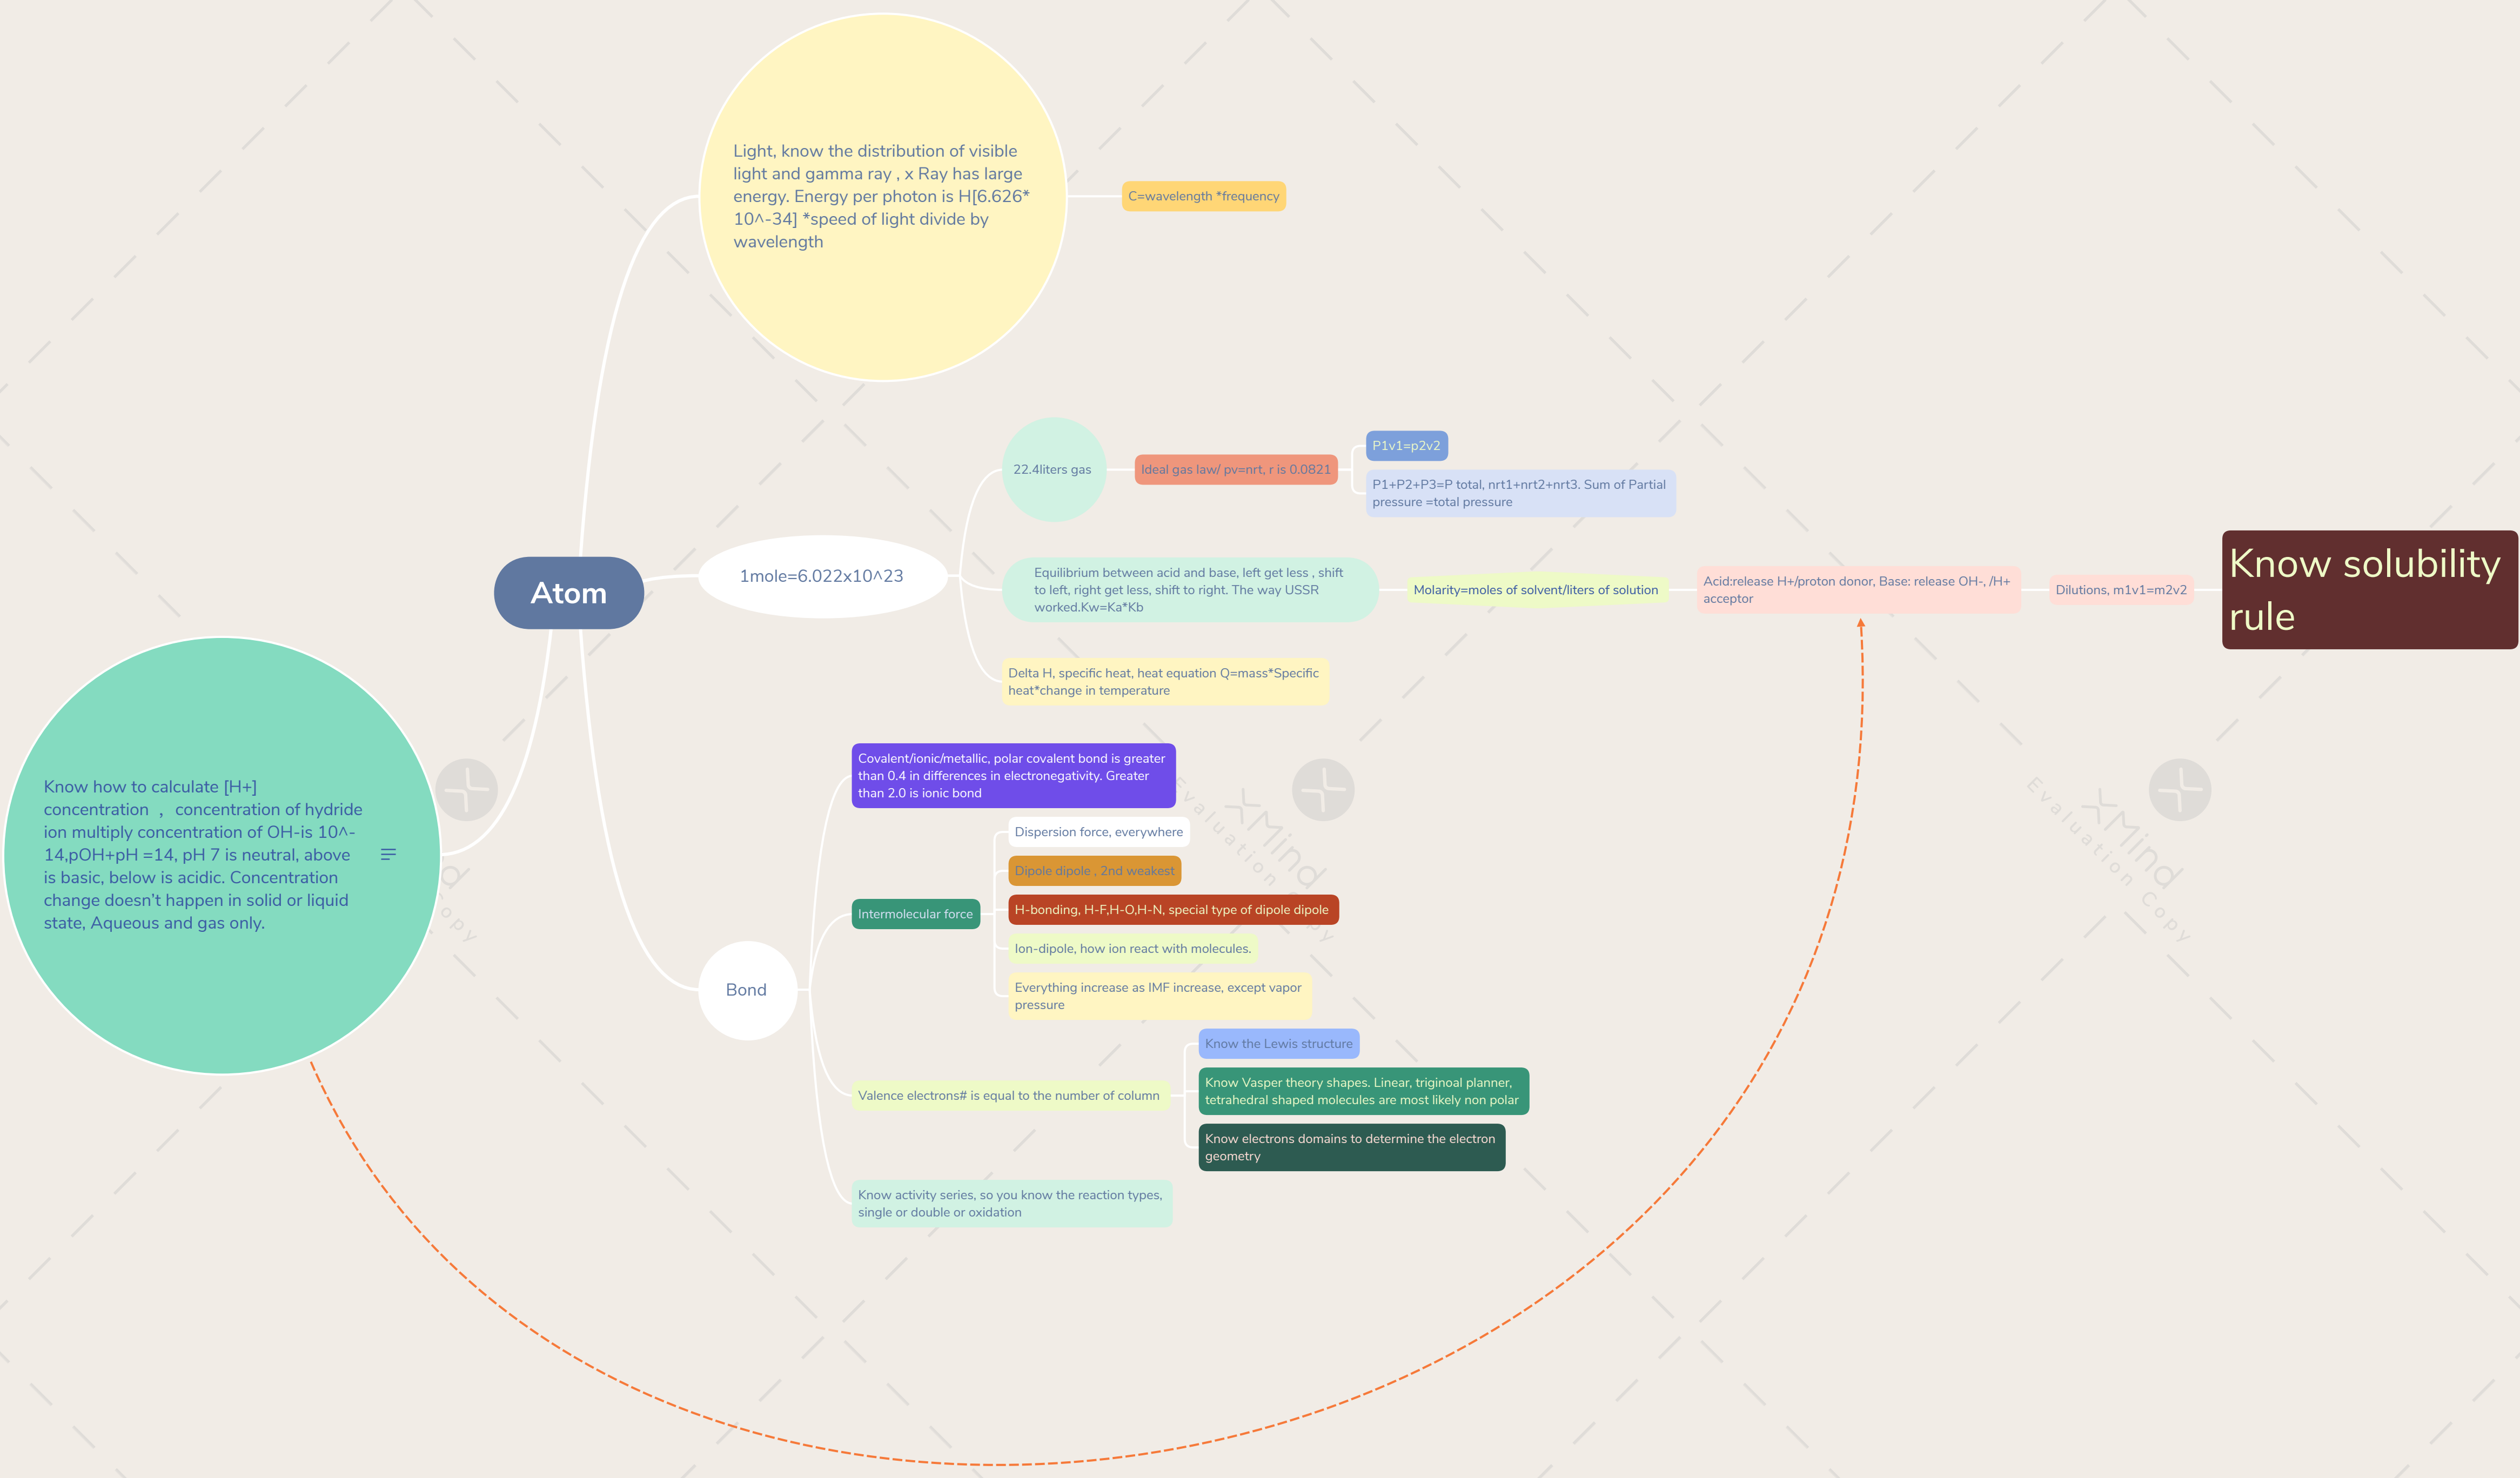 Light, know the distribution of visible
light and gamma ray , x Ray has large
energy. Energy per photon is H[6.626*
10^-34] *speed of light divide by
wavelength
C=wavelength *frequency
22.4liters gas
Ideal gas law/ pv=nrt, r is 0.0821
P1v1=p2v2
P1+P2+P3=P total, nrt1+nrt2+nrt3. Sum of Partial
pressure =total pressure
Atom
1mole=6.022x10^23
Equilibrium between acid and base, left get less , shift
to left, right get less, shift to right. The way USSR
worked.Kw=Ka*Kb
Molarity=moles of solvent/liters of solution
Acid:release H+/proton donor, Base: release OH-, /H+
acceptor
Dilutions, m1v1=m2v2
Know solubility
rule
Delta H, specific heat, heat equation Q=mass*Specific
heat*change in temperature
Know how to calculate [H+]
concentration ， concentration of hydride
ion multiply concentration of OH-is 10^-
14,pOH+pH =14, pH 7 is neutral, above
is basic, below is acidic. Concentration
change doesn't happen in solid or liquid
state, Aqueous and gas only.
Bond
Covalent/ionic/metallic, polar covalent bond is greater
than 0.4 in differences in electronegativity. Greater
than 2.0 is ionic bond
Intermolecular force
Dispersion force, everywhere
Dipole dipole , 2nd weakest
H-bonding, H-F,H-O,H-N, special type of dipole dipole
Ion-dipole, how ion react with molecules.
Everything increase as IMF increase, except vapor
pressure
Valence electrons# is equal to the number of column
Know the Lewis structure
Know Vasper theory shapes. Linear, triginoal planner,
tetrahedral shaped molecules are most likely non polar
Know electrons domains to determine the electron
geometry
Know activity series, so you know the reaction types,
single or double or oxidation
XMind
Evaluation Copy
XMind
Evaluation Copy